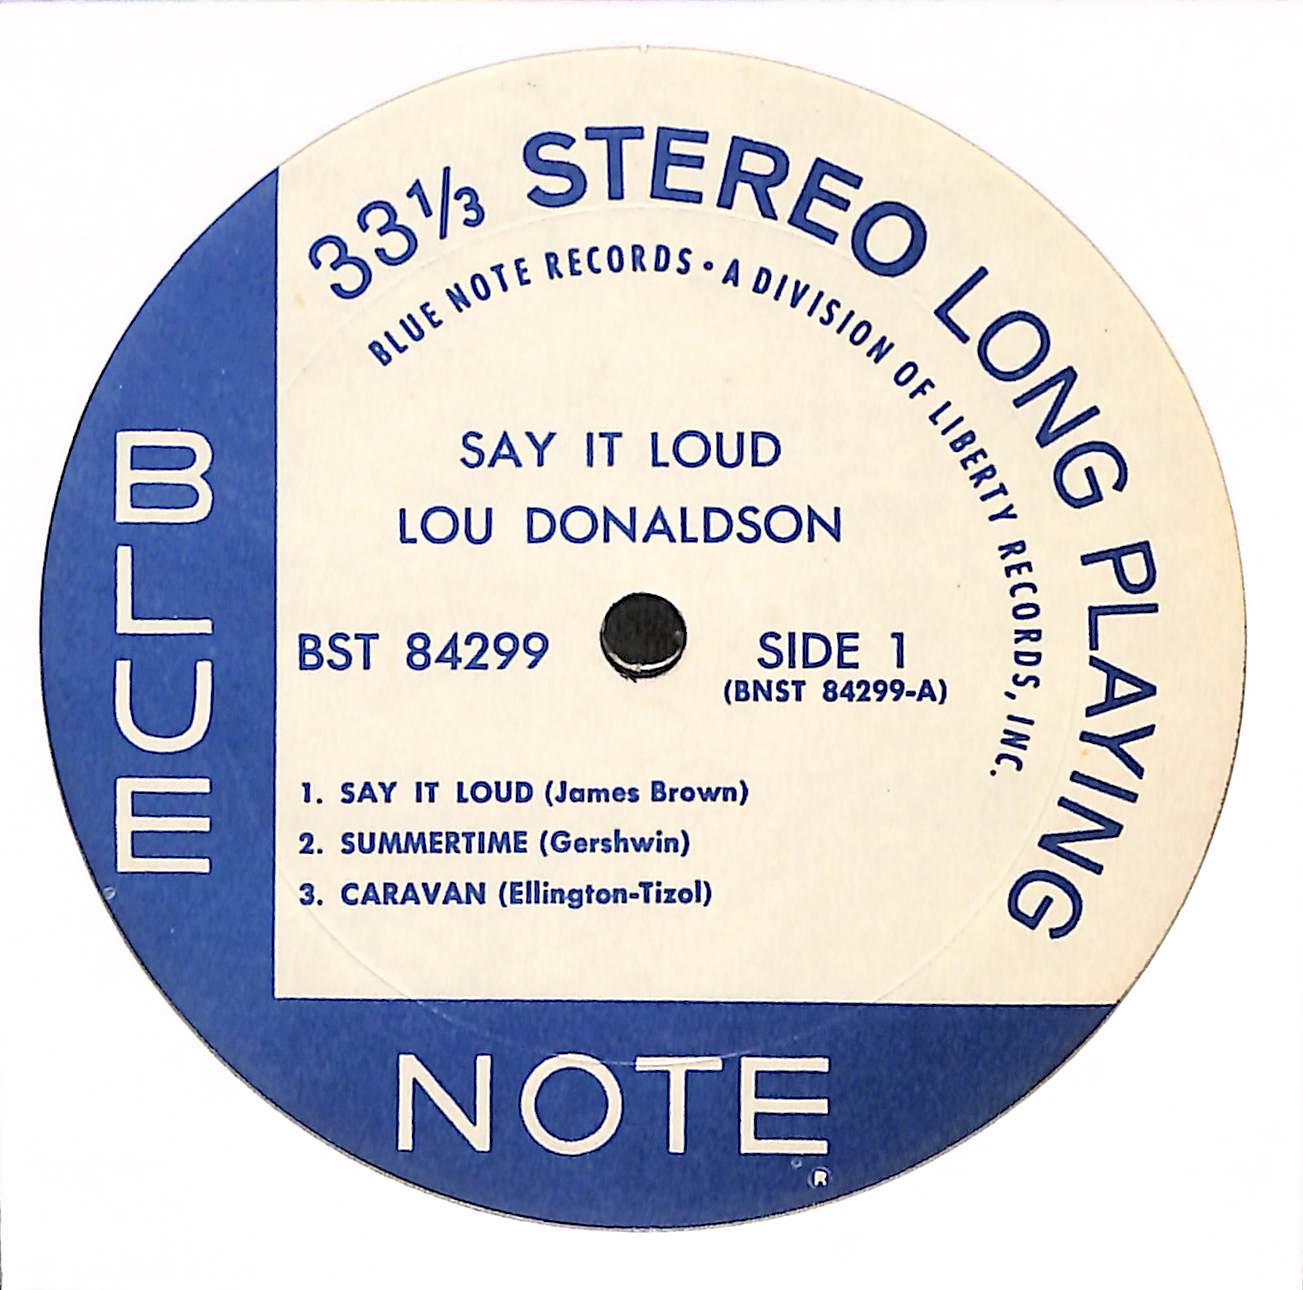 33⅓ STEREO LONG PLAYING
BLUE NOTE RECORDS • A DIVISION OF LIBERTY RECORDS, INC.
SAY IT LOUD
LOU DONALDSON
BST 84299
SIDE 1
(BNST 84299-A)
1. SAY IT LOUD (James Brown)
2. SUMMERTIME (Gershwin)
3. CARAVAN (Ellington-Tizol)
BLUE
NOTE
®